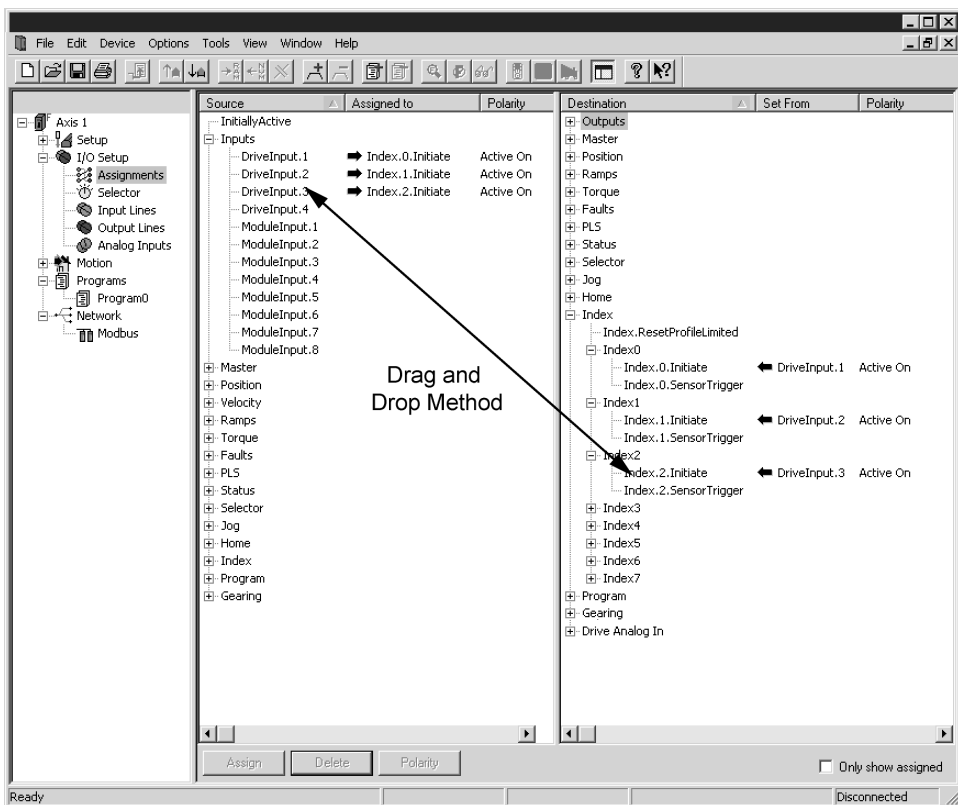 File Edit Device Options Tools View Window Help
Axis 1
Setup
I/O Setup
Assignments
Selector
Input Lines
Output Lines
Analog Inputs
Motion
Programs
Program0
Network
Modbus
Source Assigned to Polarity
InitiallyActive
Inputs
DriveInput.1 Index.0.Initiate Active On
DriveInput.2 Index.1.Initiate Active On
DriveInput.3 Index.2.Initiate Active On
DriveInput.4
ModuleInput.1
ModuleInput.2
ModuleInput.3
ModuleInput.4
ModuleInput.5
ModuleInput.6
ModuleInput.7
ModuleInput.8
Master
Position
Velocity
Ramps
Torque
Faults
PLS
Status
Selector
Jog
Home
Index
Program
Gearing
Drag and
Drop Method
Destination Set From Polarity
Outputs
Master
Position
Ramps
Torque
Faults
PLS
Status
Selector
Jog
Home
Index
Index.ResetProfileLimited
Index0
Index.0.Initiate DriveInput.1 Active On
Index.0.SensorTrigger
Index1
Index.1.Initiate DriveInput.2 Active On
Index.1.SensorTrigger
Index2
Index.2.Initiate DriveInput.3 Active On
Index.2.SensorTrigger
Index3
Index4
Index5
Index6
Index7
Program
Gearing
Drive Analog In
Assign Delete Polarity
Only show assigned
Ready Disconnected